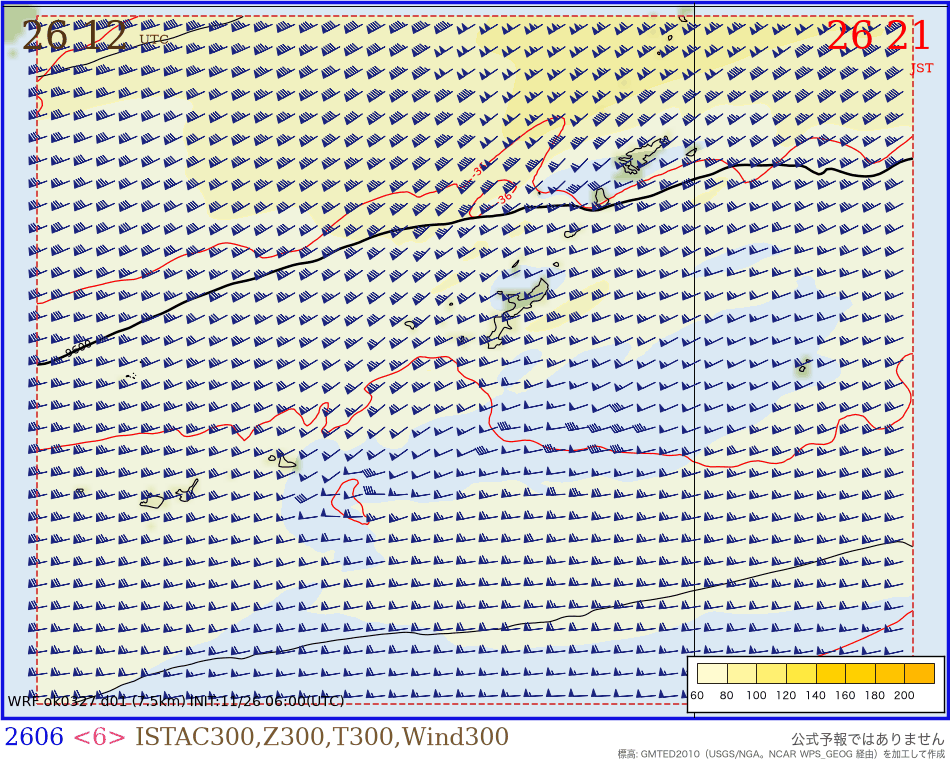 26 12 UTC
26 21
JST
-3
-36
9600
WRF ok03z7 d01 (7.5km) INIT:11/26 06:00(UTC)
60 80 100 120 140 160 180 200
2606 <6> ISTAC300,Z300,T300,Wind300
公式予報ではありません
標高: GMTED2010（USGS/NGA。NCAR WPS_GEOG 経由）を加工して作成